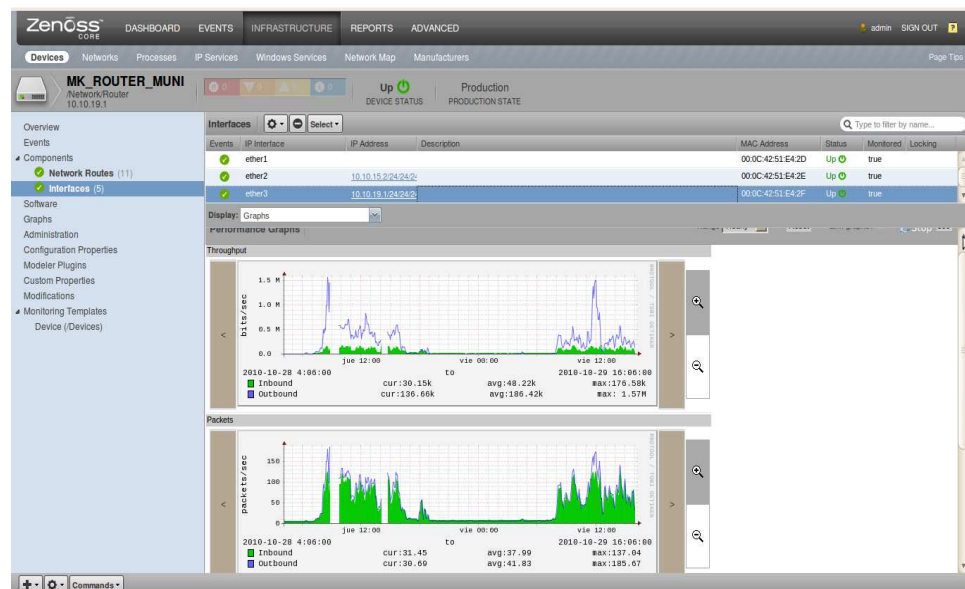 Zenoss CORE DASHBOARD EVENTS INFRASTRUCTURE REPORTS ADVANCED admin SIGN OUT ?
Devices Networks Processes IP Services Windows Services Network Map Manufacturers Page Tips
MK_ROUTER_MUNI
/Network/Router
10.10.19.1
Up
DEVICE STATUS
Production
PRODUCTION STATE
Overview
Events
Components
Network Routes (11)
Interfaces (5)
Software
Graphs
Administration
Configuration Properties
Modeler Plugins
Custom Properties
Modifications
Monitoring Templates
Device (/Devices)
Interfaces Select Type to filter by name...
Events IP Interface IP Address Description MAC Address Status Monitored Locking
ether1 00:0C:42:51:E4:2D Up true
ether2 10.10.15.2/24/24/24 00:0C:42:51:E4:2E Up true
ether3 10.10.19.1/24/24/2 00:0C:42:51:E4:2F Up true
Display: Graphs
Performance Graphs Stop
Throughput
bits/sec
1.5 M
1.0 M
0.5 M
0.0
jue 12:00 vie 00:00 vie 12:00
2010-10-28 4:06:00 to 2010-10-29 16:06:00
Inbound cur:30.15k avg:48.22k max:176.58k
Outbound cur:136.66k avg:186.42k max: 1.57M
RRDTOOL / TOBI OETIKER
Packets
packets/sec
150
100
50
0
jue 12:00 vie 00:00 vie 12:00
2010-10-28 4:06:00 to 2010-10-29 16:06:00
Inbound cur:31.45 avg:37.99 max:137.04
Outbound cur:30.69 avg:41.83 max:185.67
RRDTOOL / TOBI OETIKER
Commands